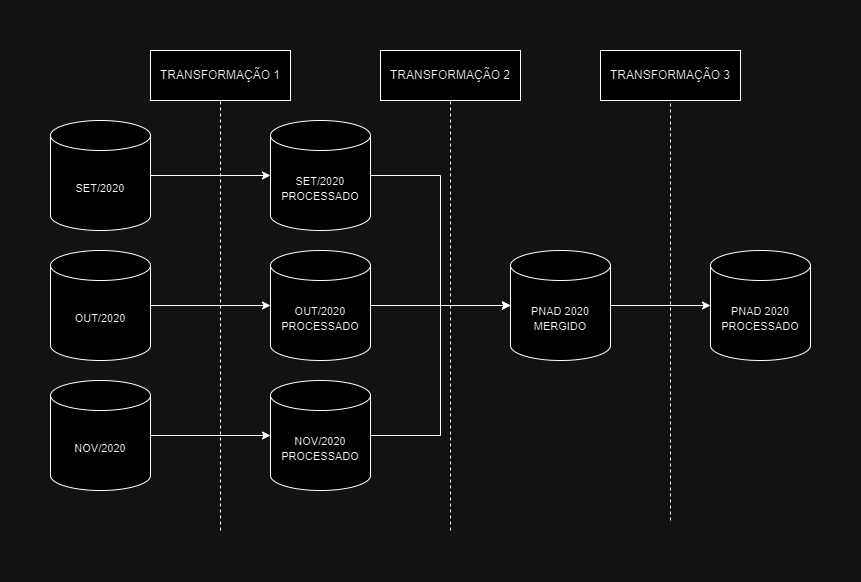 TRANSFORMAÇÃO 1
TRANSFORMAÇÃO 2
TRANSFORMAÇÃO 3
SET/2020
SET/2020
PROCESSADO
OUT/2020
OUT/2020
PROCESSADO
PNAD 2020
MERGIDO
PNAD 2020
PROCESSADO
NOV/2020
NOV/2020
PROCESSADO